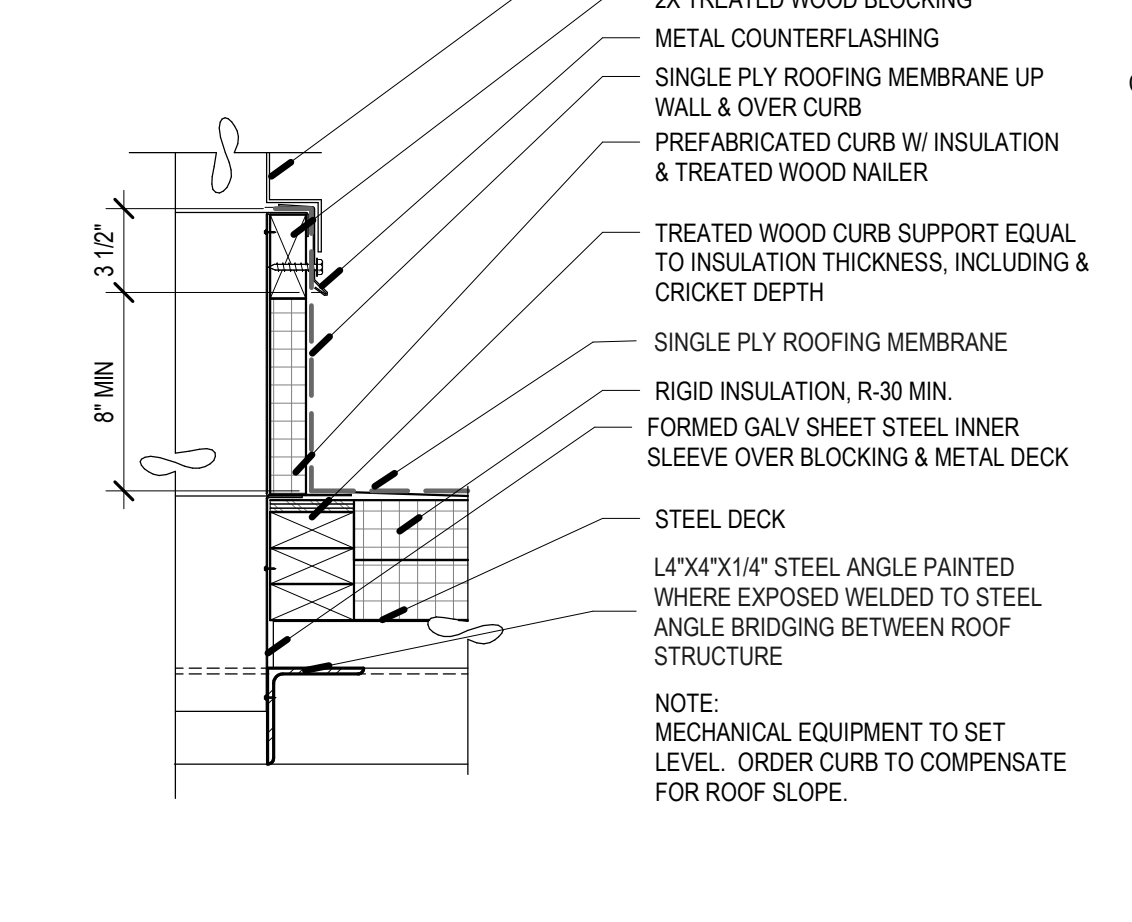 2X TREATED WOOD BLOCKING
METAL COUNTERFLASHING
SINGLE PLY ROOFING MEMBRANE UP
WALL & OVER CURB
PREFABRICATED CURB W/ INSULATION
& TREATED WOOD NAILER
TREATED WOOD CURB SUPPORT EQUAL
TO INSULATION THICKNESS, INCLUDING &
CRICKET DEPTH
SINGLE PLY ROOFING MEMBRANE
RIGID INSULATION, R-30 MIN.
FORMED GALV SHEET STEEL INNER
SLEEVE OVER BLOCKING & METAL DECK
STEEL DECK
L4"X4"X1/4" STEEL ANGLE PAINTED
WHERE EXPOSED WELDED TO STEEL
ANGLE BRIDGING BETWEEN ROOF
STRUCTURE
NOTE:
MECHANICAL EQUIPMENT TO SET
LEVEL. ORDER CURB TO COMPENSATE
FOR ROOF SLOPE.
3 1/2"
8" MIN